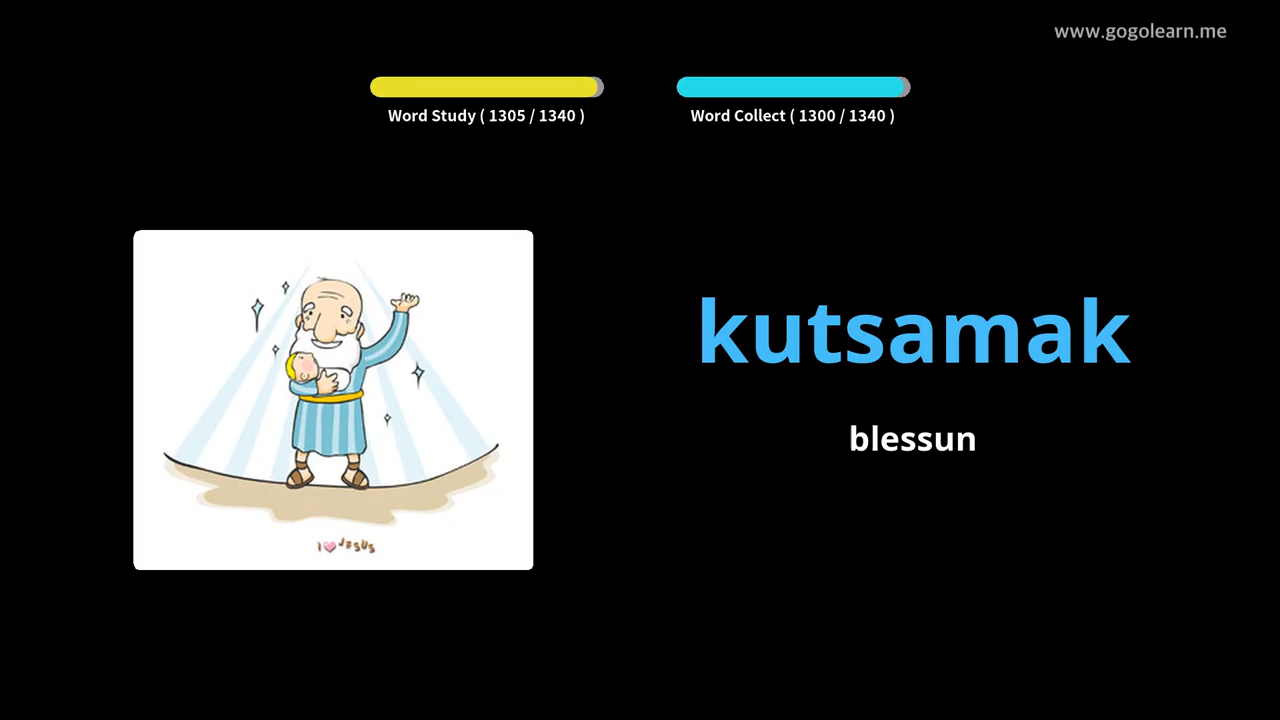 www.gogolearn.me
Word Study ( 1305 / 1340 )
Word Collect ( 1300 / 1340 )
kutsamak
blessun
I JESUS